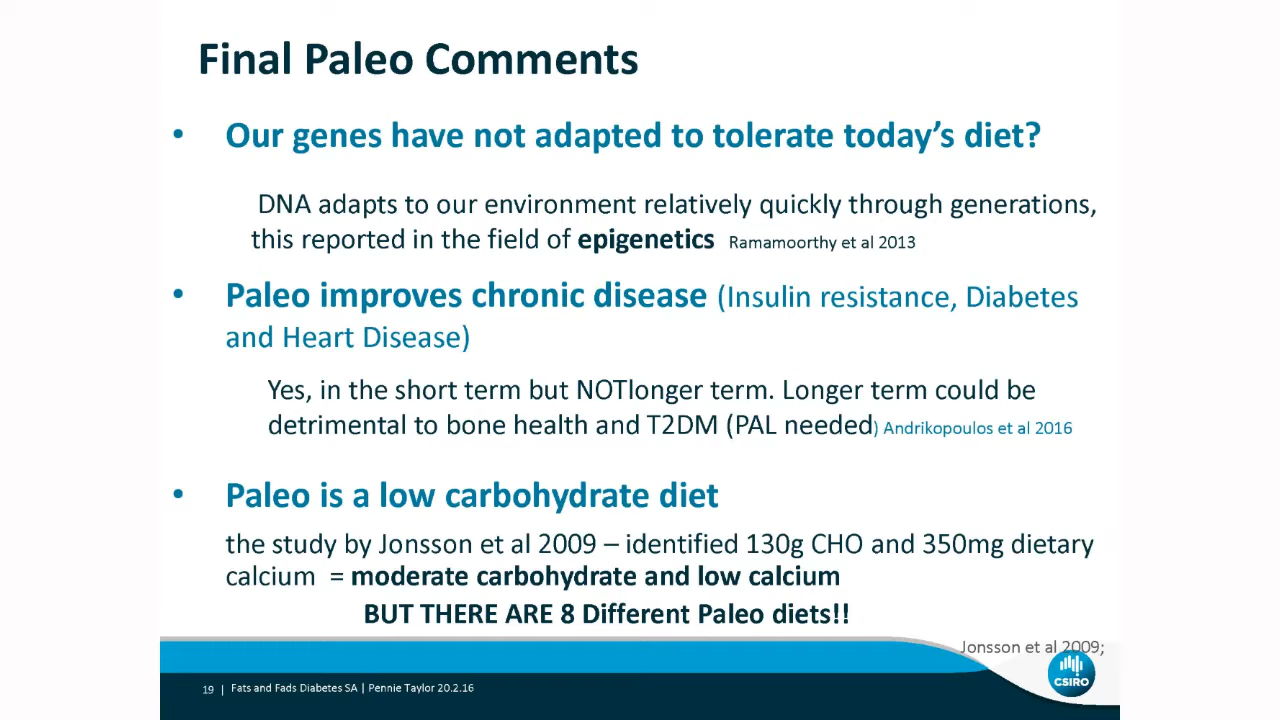 Final Paleo Comments
• Our genes have not adapted to tolerate today’s diet?
DNA adapts to our environment relatively quickly through generations,
this reported in the field of epigenetics Ramamoorthy et al 2013
• Paleo improves chronic disease (Insulin resistance, Diabetes
and Heart Disease)
Yes, in the short term but NOTlonger term. Longer term could be
detrimental to bone health and T2DM (PAL needed) Andrikopoulos et al 2016
• Paleo is a low carbohydrate diet
the study by Jonsson et al 2009 – identified 130g CHO and 350mg dietary
calcium = moderate carbohydrate and low calcium
BUT THERE ARE 8 Different Paleo diets!!
Jonsson et al 2009;
CSIRO
19 | Fats and Fads Diabetes SA | Pennie Taylor 20.2.16